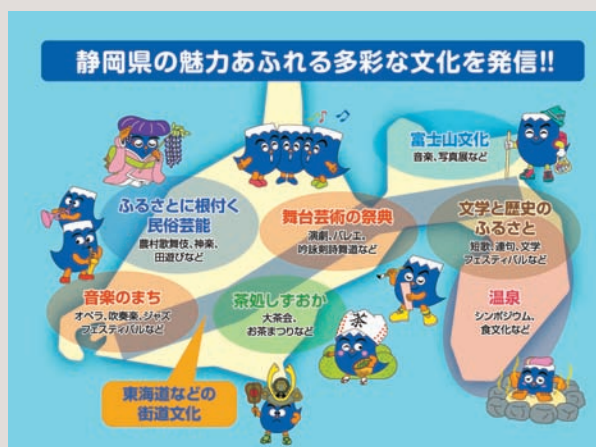 静岡県の魅力あふれる多彩な文化を発信!!
富士山文化
音楽、写真展など
ふるさとに根付く
民俗芸能
農村歌舞伎、神楽、
田遊びなど
舞台芸術の祭典
演劇、バレエ、
吟詠剣詩舞道など
文学と歴史の
ふるさと
短歌、連句、文学
フェスティバルなど
音楽のまち
オペラ、吹奏楽、ジャズ
フェスティバルなど
茶処しずおか
大茶会、
お茶まつりなど
茶
温泉
シンポジウム、
食文化など
東海道などの
街道文化